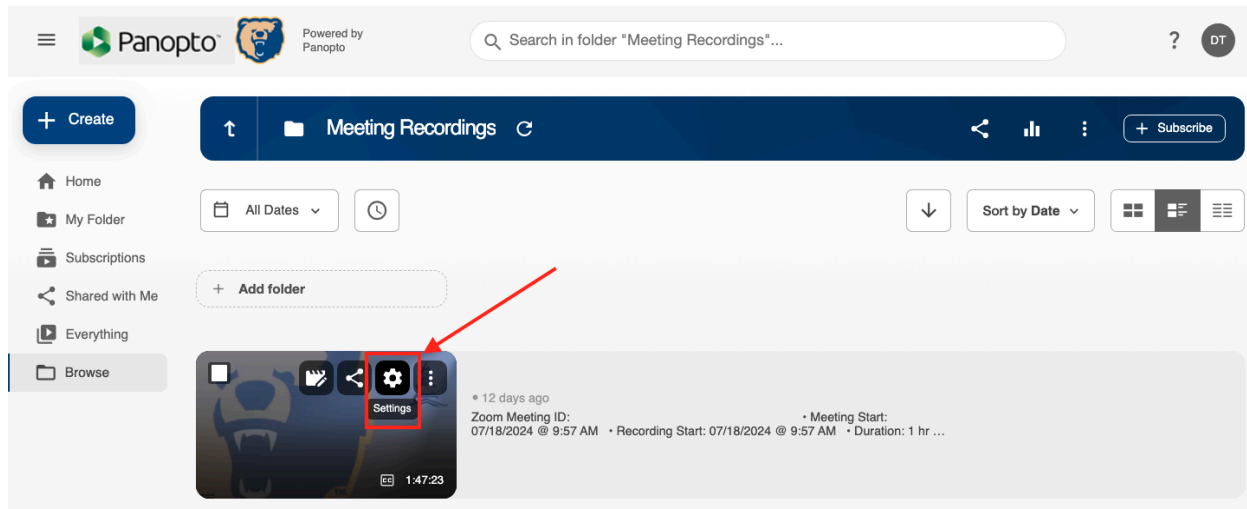 Panopto™
Powered by
Panopto
Search in folder "Meeting Recordings"...
?
DT
+ Create
Meeting Recordings
+ Subscribe
Home
My Folder
Subscriptions
Shared with Me
Everything
Browse
All Dates
Sort by Date
+ Add folder
Settings
CC 1:47:23
• 12 days ago
Zoom Meeting ID: • Meeting Start:
07/18/2024 @ 9:57 AM • Recording Start: 07/18/2024 @ 9:57 AM • Duration: 1 hr ...